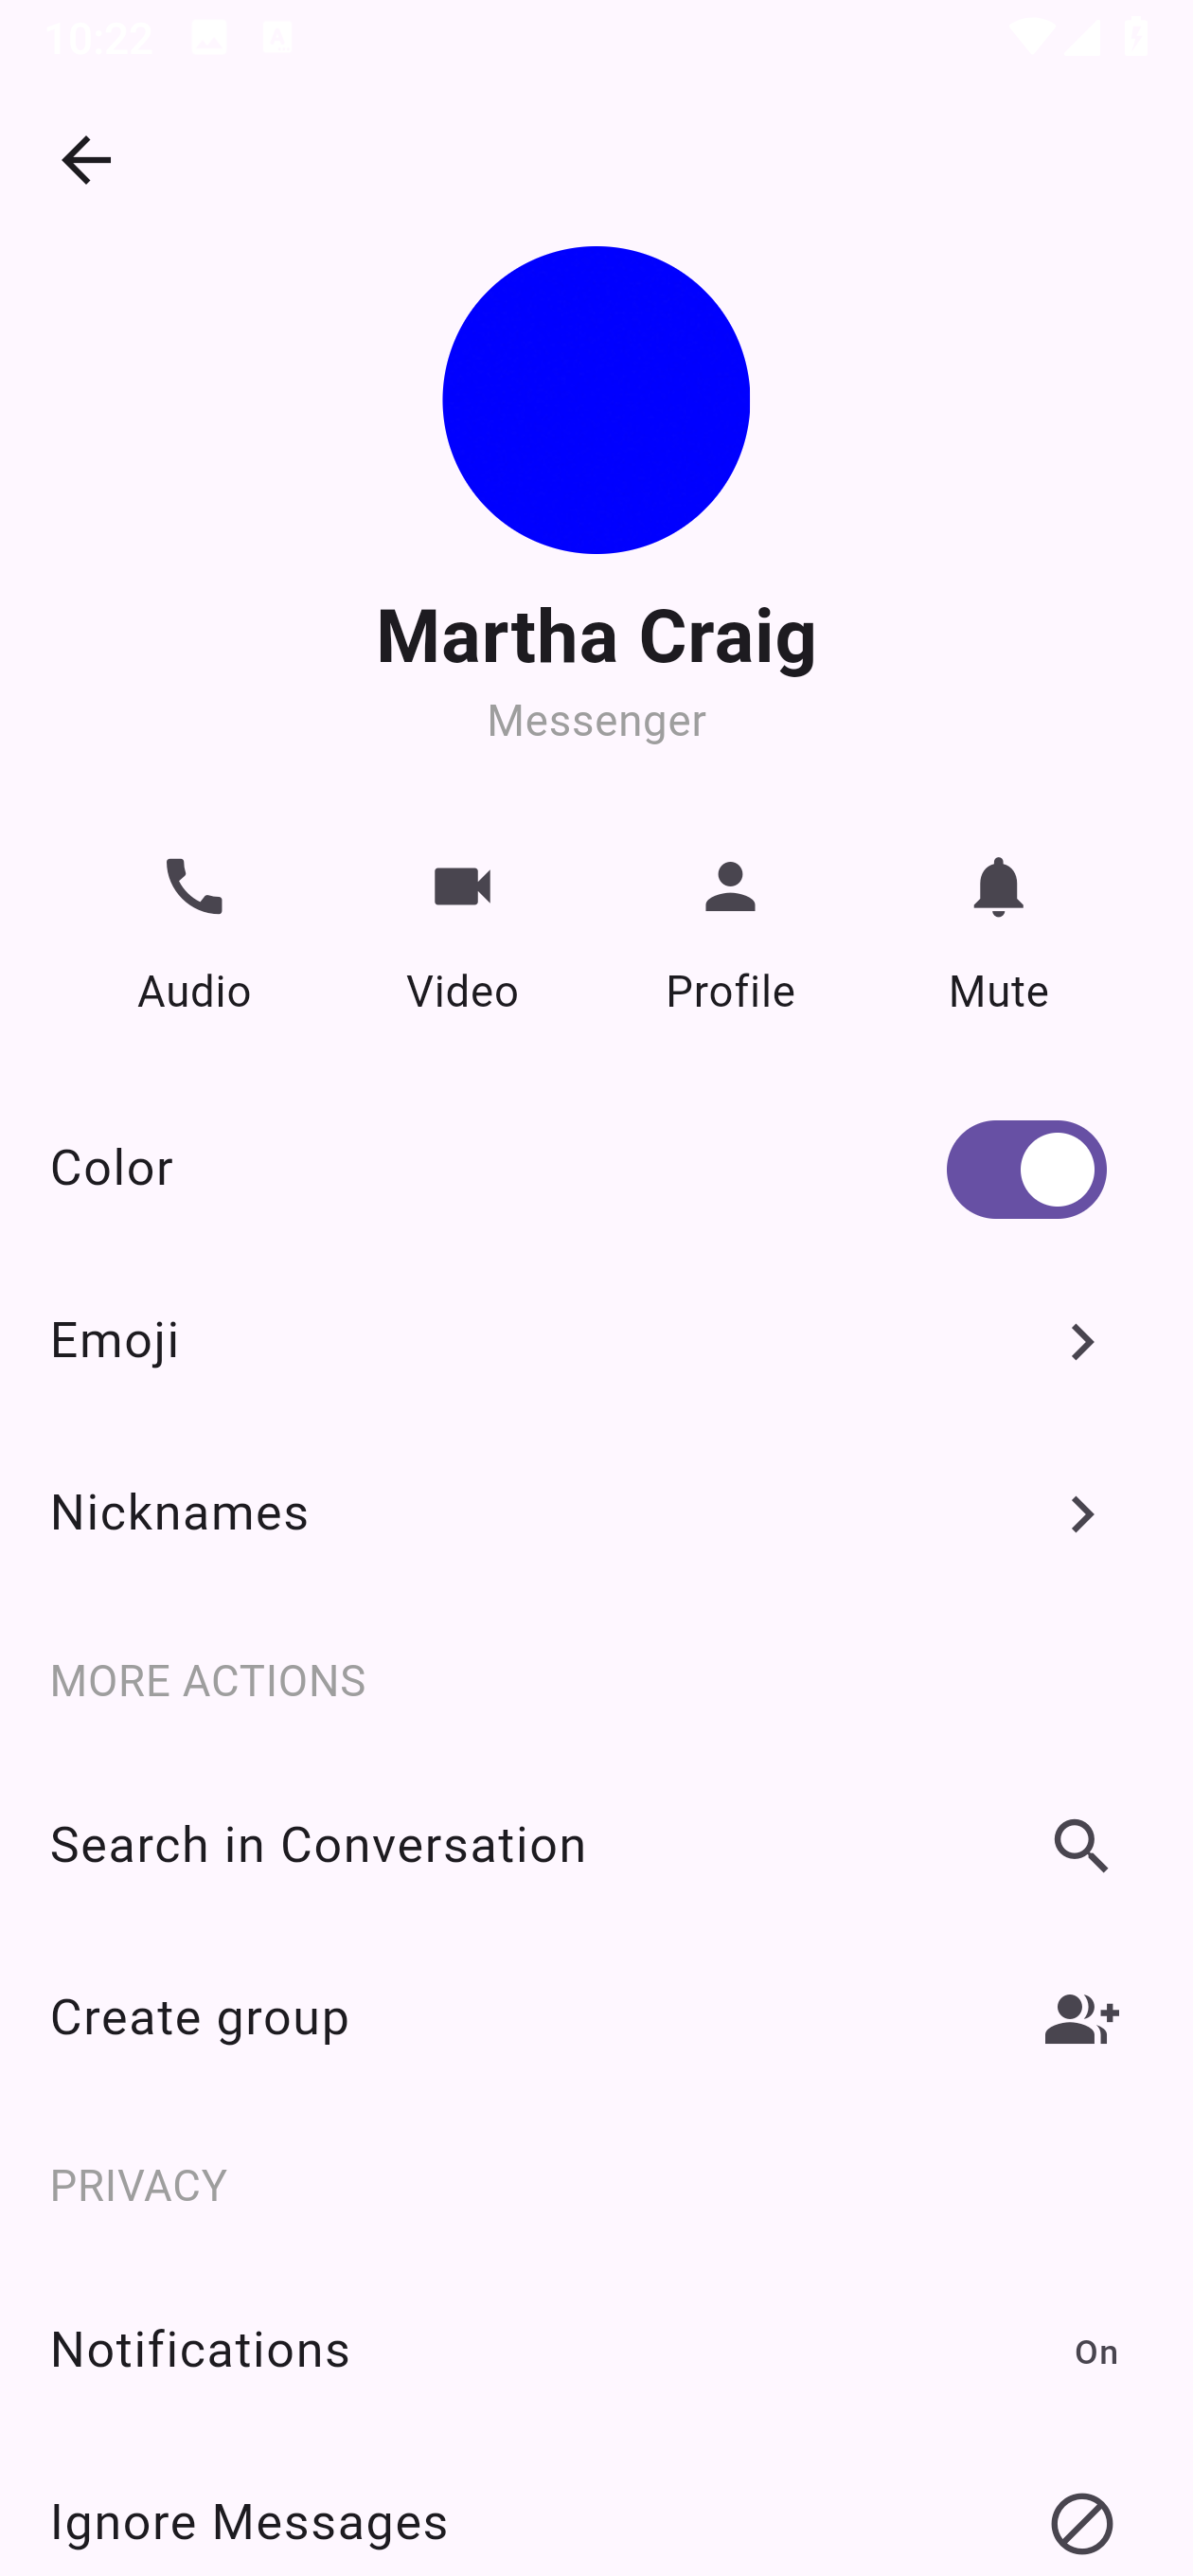 10:22
Martha Craig
Messenger
Audio Video Profile Mute
Color
Emoji
Nicknames
MORE ACTIONS
Search in Conversation
Create group
PRIVACY
Notifications On
Ignore Messages